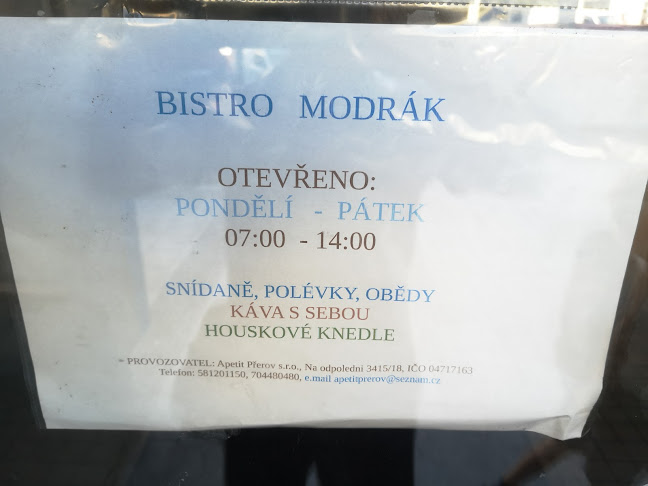 BISTRO MODRÁK
OTEVŘENO:
PONDĚLÍ - PÁTEK
07:00 - 14:00
SNÍDANĚ, POLÉVKY, OBĚDY
KÁVA S SEBOU
HOUSKOVÉ KNEDLE
= PROVOZOVATEL: Apetit Přerov s.r.o., Na odpoledni 3415/18, IČO 04717163
Telefon: 581201150, 704480480, e.mail apetitprerov@seznam.cz